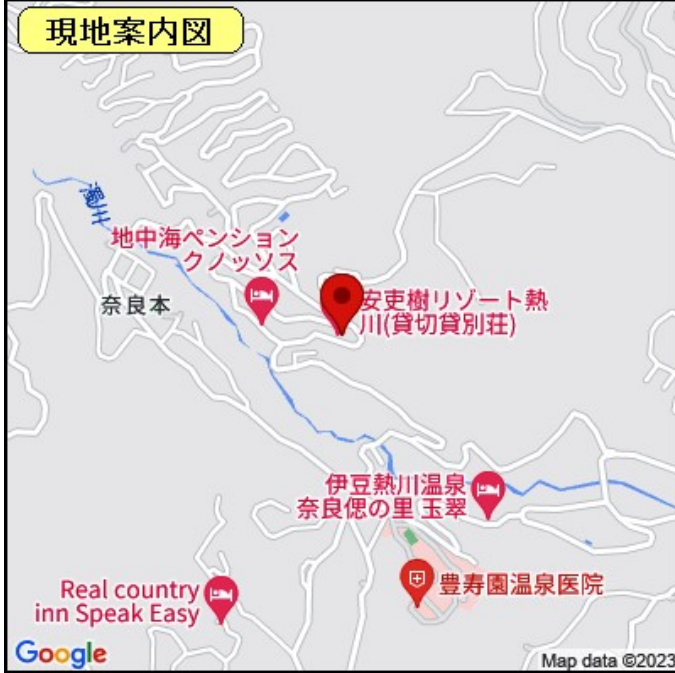 現地案内図
濁川
地中海ペンション
クノッソス
安吏樹リゾート熱
川(貸切貸別荘)
奈良本
伊豆熱川温泉
奈良偲の里 玉翠
豊寿園温泉医院
Real country
inn Speak Easy
Google
Map data ©2023